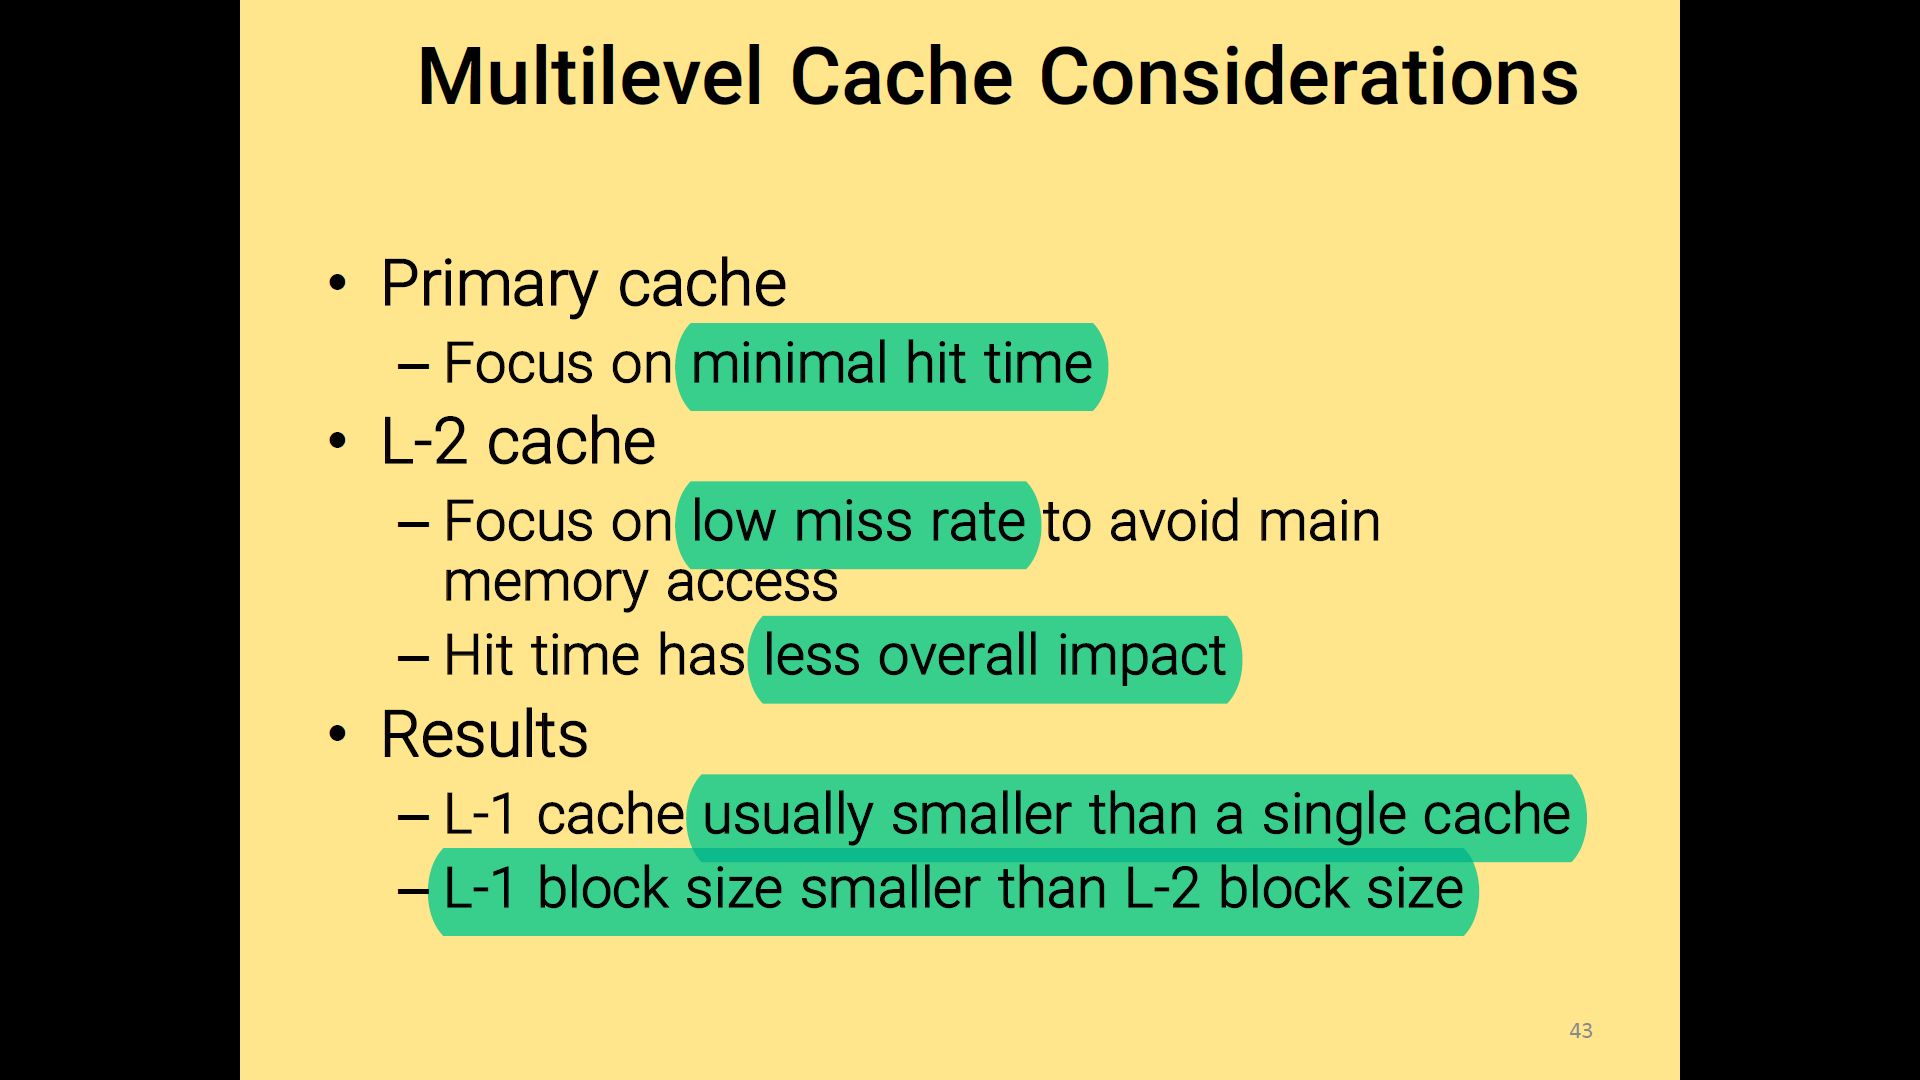 Multilevel Cache Considerations
• Primary cache
– Focus on minimal hit time
• L-2 cache
– Focus on low miss rate to avoid main
memory access
– Hit time has less overall impact
• Results
– L-1 cache usually smaller than a single cache
– L-1 block size smaller than L-2 block size
43